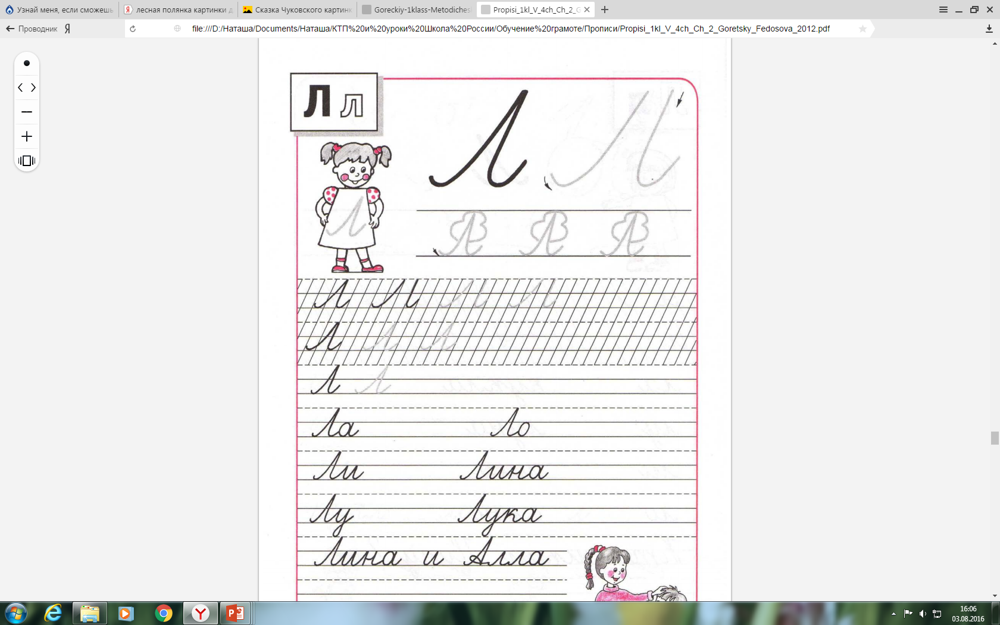 Узнай меня, если сможешь
лесная полянка картинки д
Сказка Чуковского картинк
Goreckiy-1klass-Metodiches
Propisi_1kl_V_4ch_Ch_2_G
Проводник
Я
file:///D:/Наташа/Documents/Наташа/КТП%20и%20уроки%20Школа%20России/Обучение%20грамоте/Прописи/Propisi_1kl_V_4ch_Ch_2_Goretsky_Fedosova_2012.pdf
Л л
Л Л
Л
Л Л Л Л
Л Л Л
Л Л
Ла Ло
Ли Лина
Лу Лука
Лина и Алла
16:06
03.08.2016